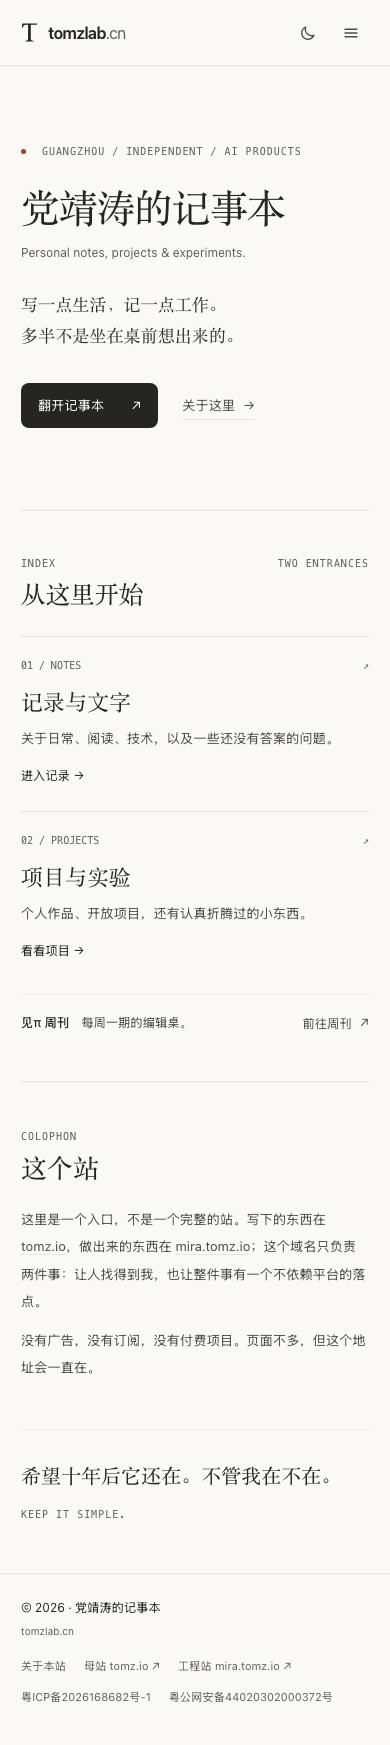 T tomzlab.cn
GUANGZHOU / INDEPENDENT / AI PRODUCTS
党靖涛的记事本
Personal notes, projects & experiments.
写一点生活，记一点工作。
多半不是坐在桌前想出来的。
翻开记事本 ↗ 关于这里 →
INDEX TWO ENTRANCES
从这里开始
01 / NOTES ↗
记录与文字
关于日常、阅读、技术，以及一些还没有答案的问题。
进入记录 →
02 / PROJECTS ↗
项目与实验
个人作品、开放项目，还有认真折腾过的小东西。
看看项目 →
见π 周刊 每周一期的编辑桌。 前往周刊 ↗
COLOPHON
这个站
这里是一个入口，不是一个完整的站。写下的东西在
tomz.io，做出来的东西在 mira.tomz.io；这个域名只负责
两件事：让人找得到我，也让整件事有一个不依赖平台的落
点。
没有广告，没有订阅，没有付费项目。页面不多，但这个地
址会一直在。
希望十年后它还在。不管我在不在。
KEEP IT SIMPLE.
© 2026 · 党靖涛的记事本
tomzlab.cn
关于本站 母站 tomz.io ↗ 工程站 mira.tomz.io ↗
粤ICP备2026168682号-1 粤公网安备44020302000372号